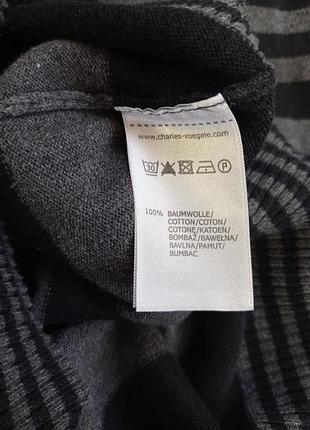 www.charles-voegele.com
30 P
100% BAUMWOLLE/
COTTON/COTON/
COTONE/KATOEN/
BOMBAŽ/BAWEŁNA/
BAVLNA/PAMUT/
BUMBAC